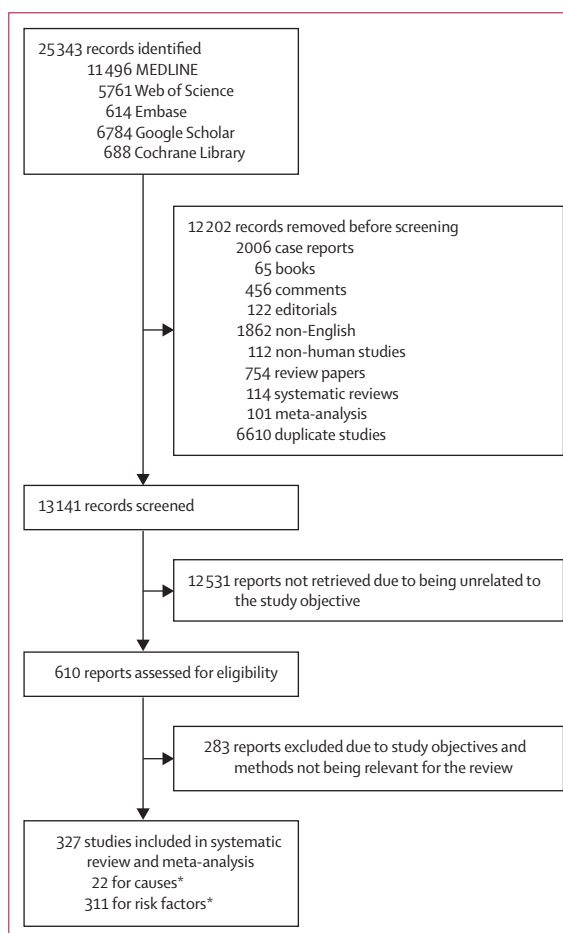 25343 records identified
11496 MEDLINE
5761 Web of Science
614 Embase
6784 Google Scholar
688 Cochrane Library
12202 records removed before screening
2006 case reports
65 books
456 comments
122 editorials
1862 non-English
112 non-human studies
754 review papers
114 systematic reviews
101 meta-analysis
6610 duplicate studies
13141 records screened
12531 reports not retrieved due to being unrelated to
the study objective
610 reports assessed for eligibility
283 reports excluded due to study objectives and
methods not being relevant for the review
327 studies included in systematic
review and meta-analysis
22 for causes*
311 for risk factors*